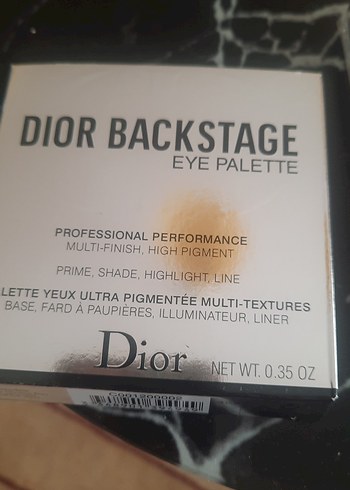 DIOR BACKSTAGE
EYE PALETTE
PROFESSIONAL PERFORMANCE
MULTI-FINISH, HIGH PIGMENT
PRIME, SHADE, HIGHLIGHT, LINE
LETTE YEUX ULTRA PIGMENTÉE MULTI-TEXTURES
BASE, FARD À PAUPIÈRES, ILLUMINATEUR, LINER
Dior
NET WT. 0.35 OZ